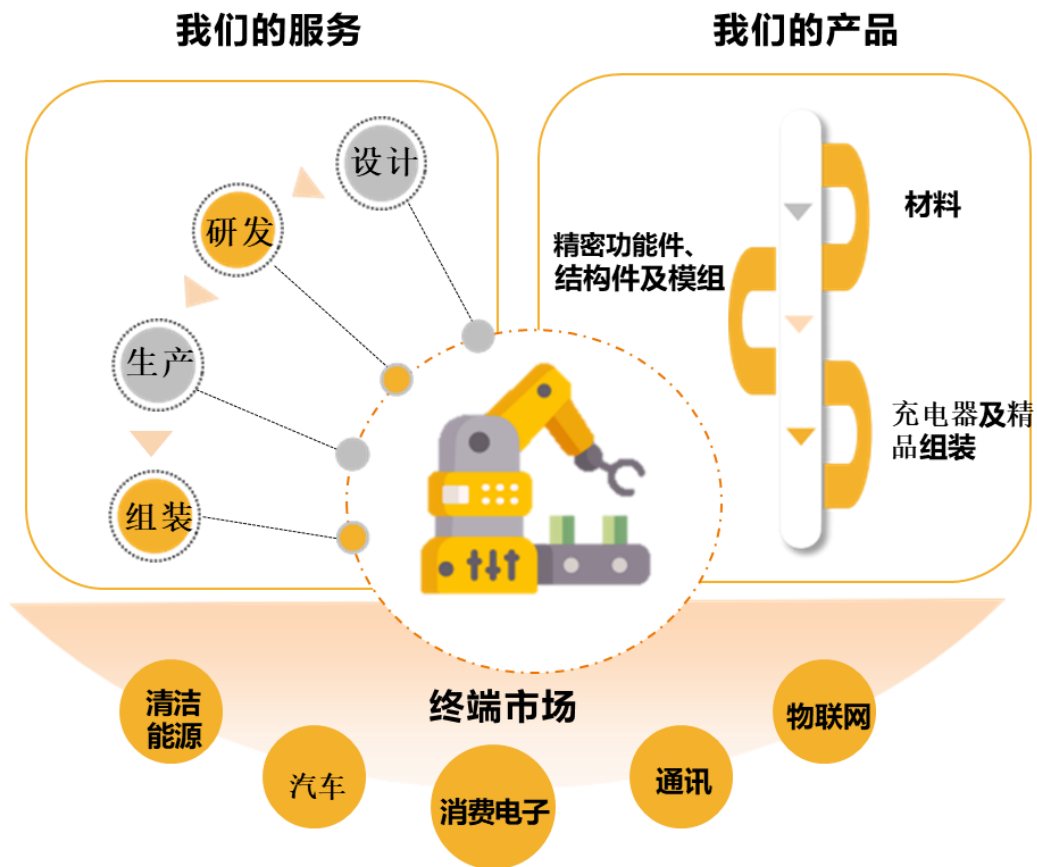 我们的服务
我们的产品
设计
研发
生产
组装
材料
精密功能件、
结构件及模组
充电器及精
品组装
终端市场
清洁
能源
汽车
消费电子
通讯
物联网